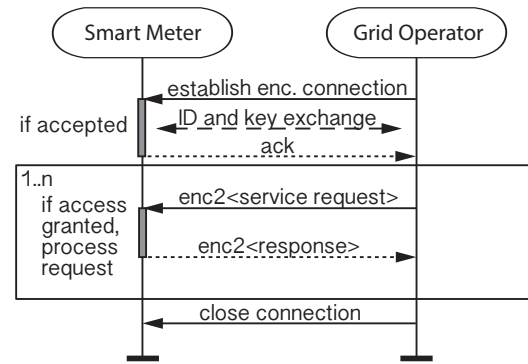 Smart Meter
Grid Operator
establish enc. connection
if accepted
ID and key exchange
ack
1..n
if access
granted,
process
request
enc2<service request>
enc2<response>
close connection